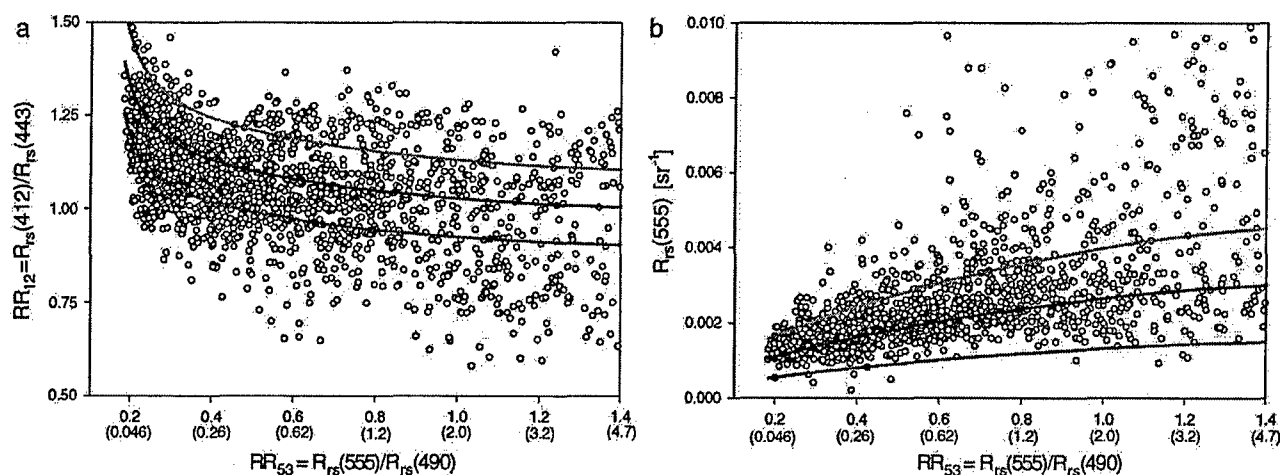 a
RR12=Rrs(412)/Rrs(443)
1.50
1.25
1.00
0.75
0.50
0.2 0.4 0.6 0.8 1.0 1.2 1.4
(0.046) (0.26) (0.62) (1.2) (2.0) (3.2) (4.7)
RR53=Rrs(555)/Rrs(490)
b
Rrs(555) [sr-1]
0.010
0.008
0.006
0.004
0.002
0.000
0.2 0.4 0.6 0.8 1.0 1.2 1.4
(0.046) (0.26) (0.62) (1.2) (2.0) (3.2) (4.7)
RR53=Rrs(555)/Rrs(490)